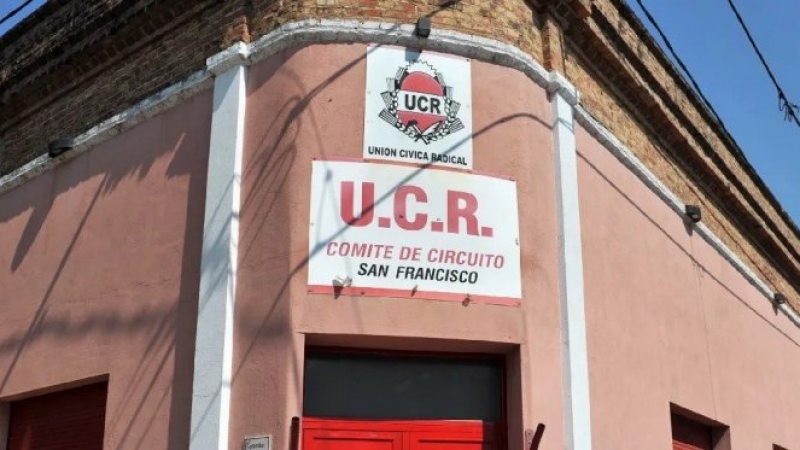 UCR
UNION CIVICA RADICAL
U.C.R.
COMITE DE CIRCUITO
SAN FRANCISCO